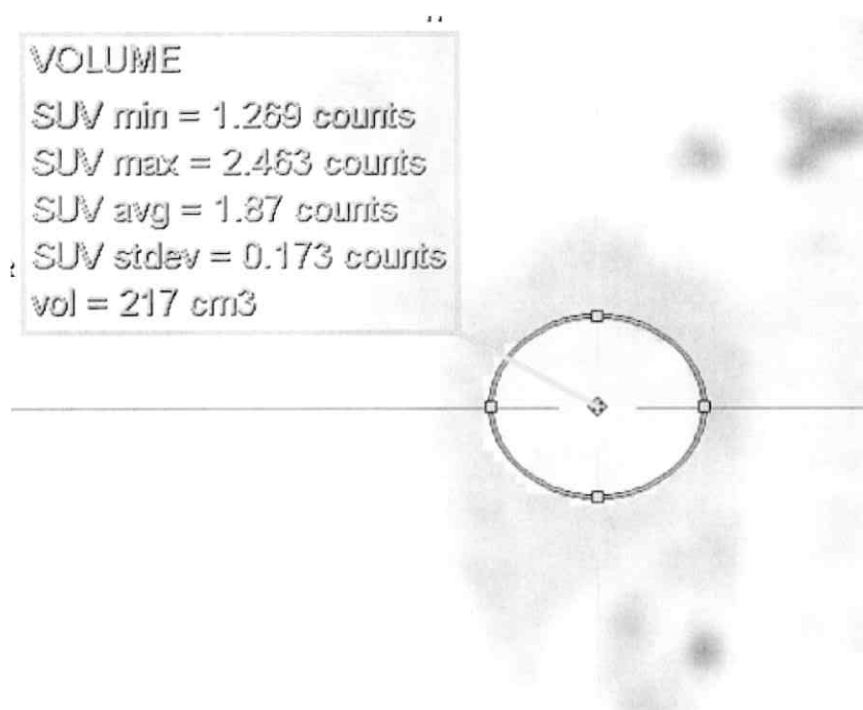 VOLUME
SUV min = 1.269 counts
SUV max = 2.463 counts
SUV avg = 1.87 counts
SUV stdev = 0.173 counts
vol = 217 cm3